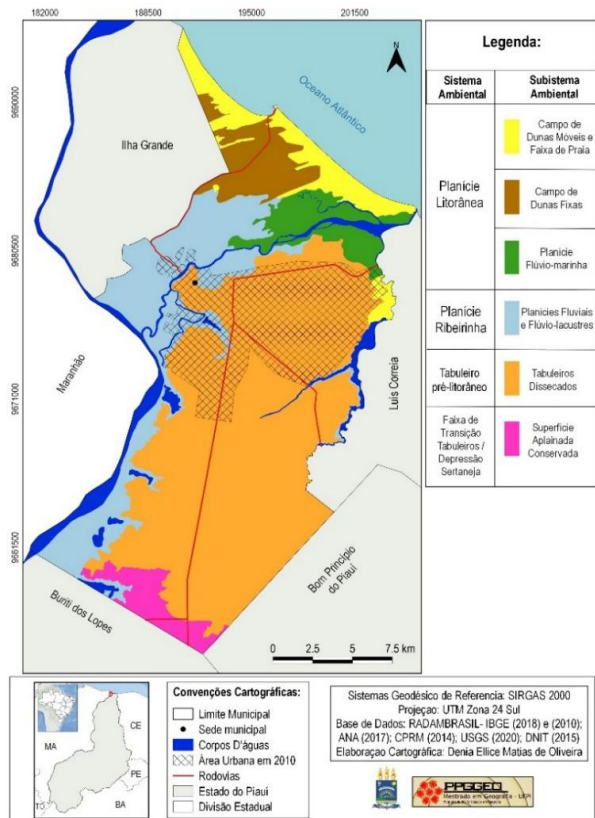 182000 188500 195000 201500
9690000
9680500
9671000
9661500
N
Oceano Atlântico
Ilha Grande
Maranhão
Luís Correia
Bom Princípio
do Piauí
Buriti dos Lopes
0 2.5 5 7.5 km
Legenda:
Sistema
Ambiental
Subsistema
Ambiental
Planície
Litorânea
Campo de
Dunas Móveis e
Faixa de Praia
Campo de
Dunas Fixas
Planície
Flúvio-marinha
Planície
Ribeirinha
Planícies Fluviais
e Flúvio-lacustres
Tabuleiro
pré-litorâneo
Tabuleiros
Dissecados
Faixa de
Transição
Tabuleiros /
Depressão
Sertaneja
Superfície
Aplainada
Conservada
CE
MA
PE
TO
BA
Convenções Cartográficas:
Limite Municipal
Sede municipal
Corpos D'águas
Área Urbana em 2010
Rodovias
Estado do Piauí
Divisão Estadual
Sistemas Geodésico de Referencia: SIRGAS 2000
Projeção: UTM Zona 24 Sul
Base de Dados: RADAMBRASIL- IBGE (2018) e (2010);
ANA (2017); CPRM (2014); USGS (2020); DNIT (2015)
Elaboração Cartográfica: Denia Ellice Matias de Oliveira
PPGGEO
Mestrado em Geografia - UFPI